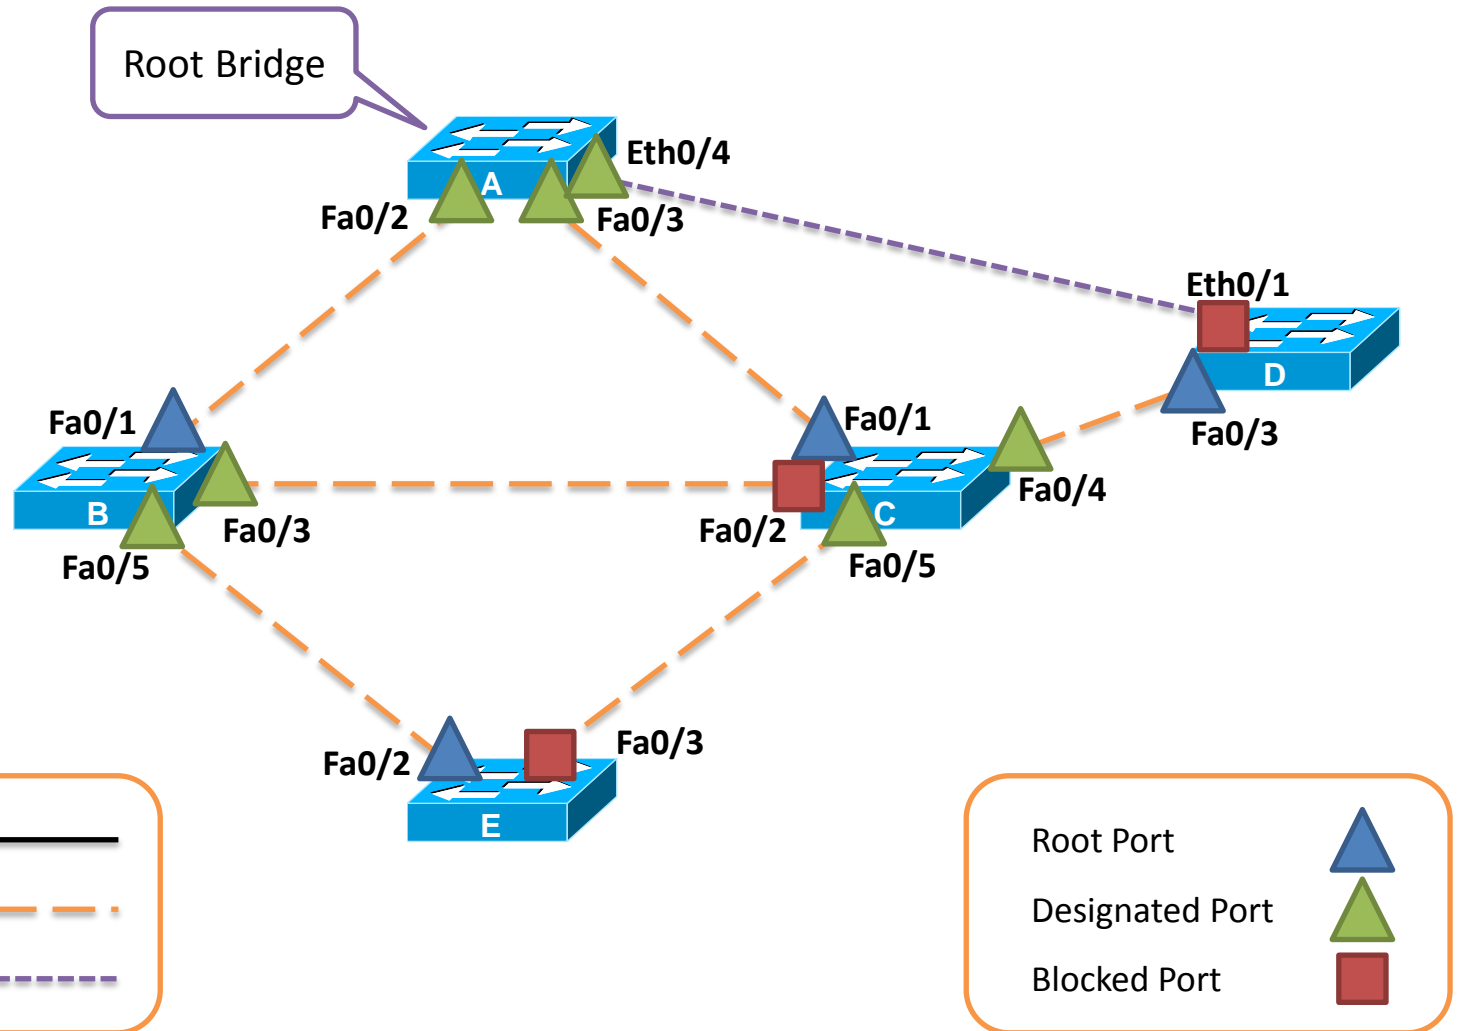 Root Bridge
Eth0/4
A
Fa0/2
Fa0/3
Eth0/1
D
Fa0/3
Fa0/1
Fa0/1
Fa0/4
B
Fa0/3
Fa0/2
C
Fa0/5
Fa0/5
Fa0/2
Fa0/3
E
Root Port
Designated Port
Blocked Port